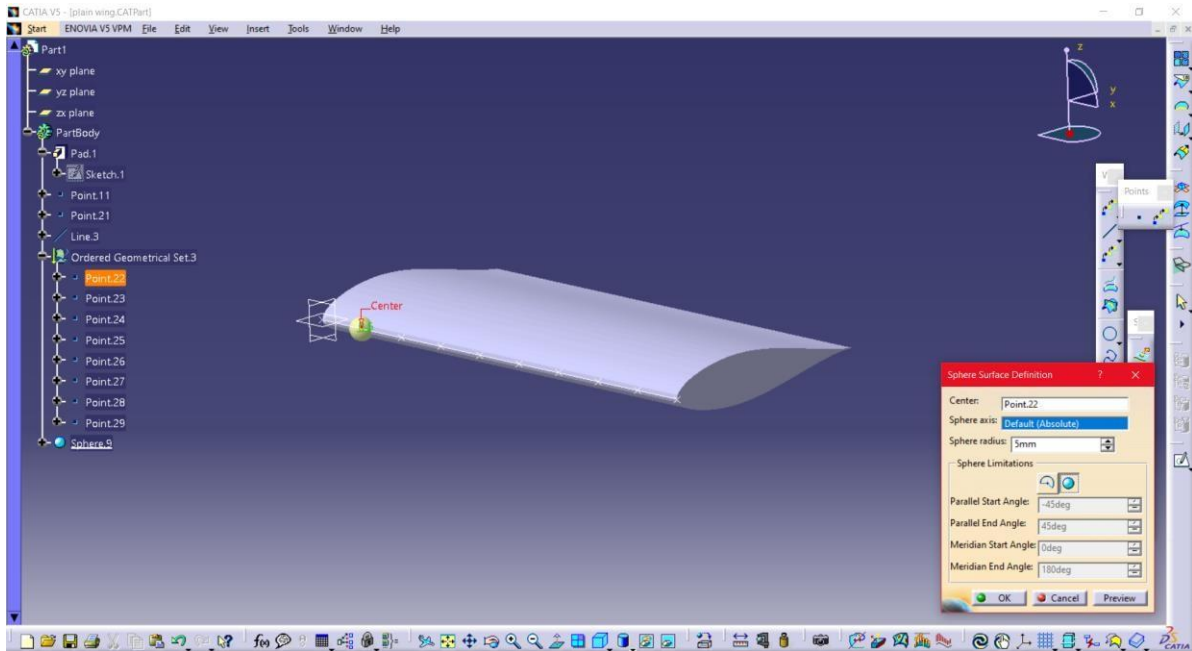 CATIA V5 - [plain wing.CATPart]
Start ENOVIA V5 VPM File Edit View Insert Tools Window Help
Part1
xy plane
yz plane
zx plane
PartBody
Pad.1
Sketch.1
Point.11
Point.21
Line.3
Ordered Geometrical Set.3
Point.22
Point.23
Point.24
Point.25
Point.26
Point.27
Point.28
Point.29
Sphere.9
Center
z
y
x
Points
Sphere Surface Definition ? ×
Center: Point.22
Sphere axis: Default (Absolute)
Sphere radius: 5mm
Sphere Limitations
Parallel Start Angle: -45deg
Parallel End Angle: 45deg
Meridian Start Angle: 0deg
Meridian End Angle: 180deg
OK Cancel Preview
f(x)
CATIA